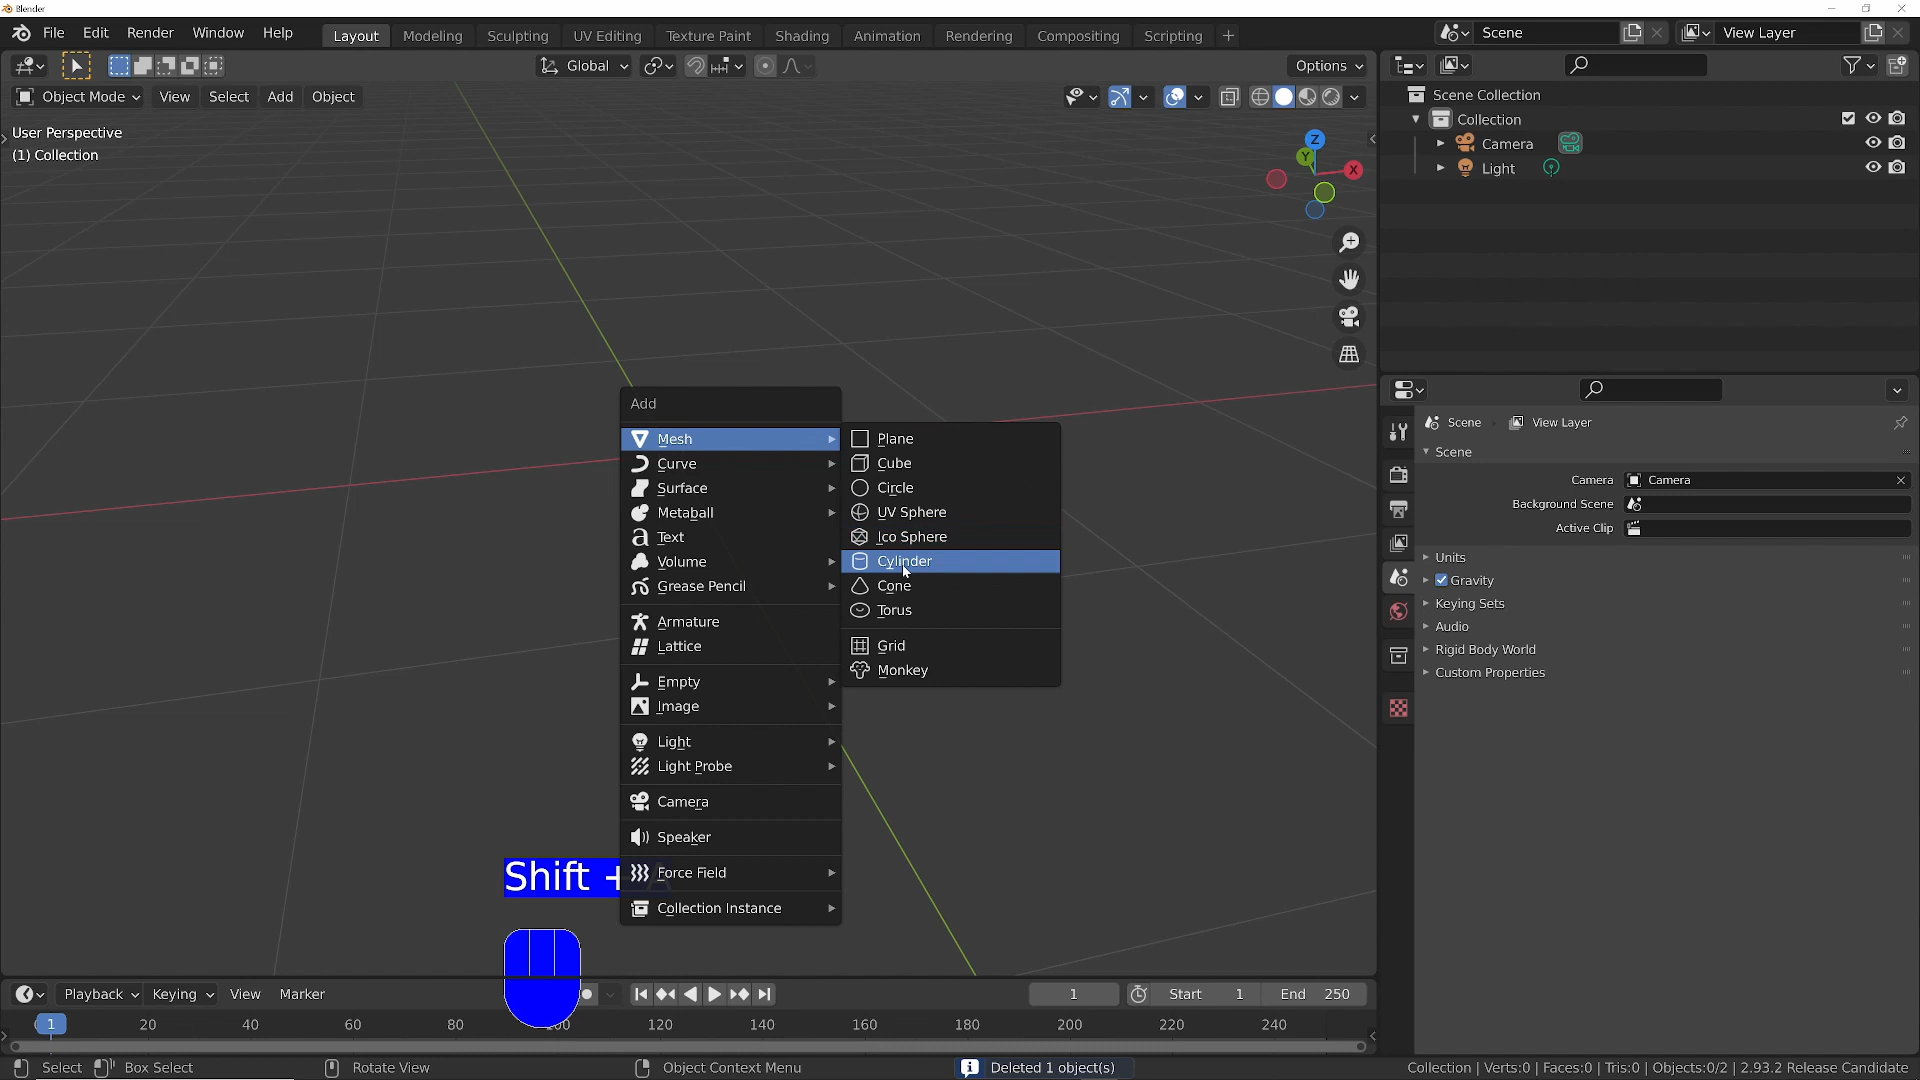 Blender
File Edit Render Window Help Layout Modeling Sculpting UV Editing Texture Paint Shading Animation Rendering Compositing Scripting + Scene View Layer
Global Options
Object Mode View Select Add Object
User Perspective
(1) Collection
Z
Y
X
Scene Collection
Collection
Camera
Light
Add
Mesh
Curve
Surface
Metaball
Text
Volume
Grease Pencil
Armature
Lattice
Empty
Image
Light
Light Probe
Camera
Speaker
Force Field
Collection Instance
Plane
Cube
Circle
UV Sphere
Ico Sphere
Cylinder
Cone
Torus
Grid
Monkey
Shift + A
Scene View Layer
Scene
Camera Camera
Background Scene
Active Clip
Units
Gravity
Keying Sets
Audio
Rigid Body World
Custom Properties
Playback Keying View Marker 1 Start 1 End 250
1 20 40 60 80 100 120 140 160 180 200 220 240
Select Box Select Rotate View Object Context Menu Deleted 1 object(s) Collection | Verts:0 | Faces:0 | Tris:0 | Objects:0/2 | 2.93.2 Release Candidate